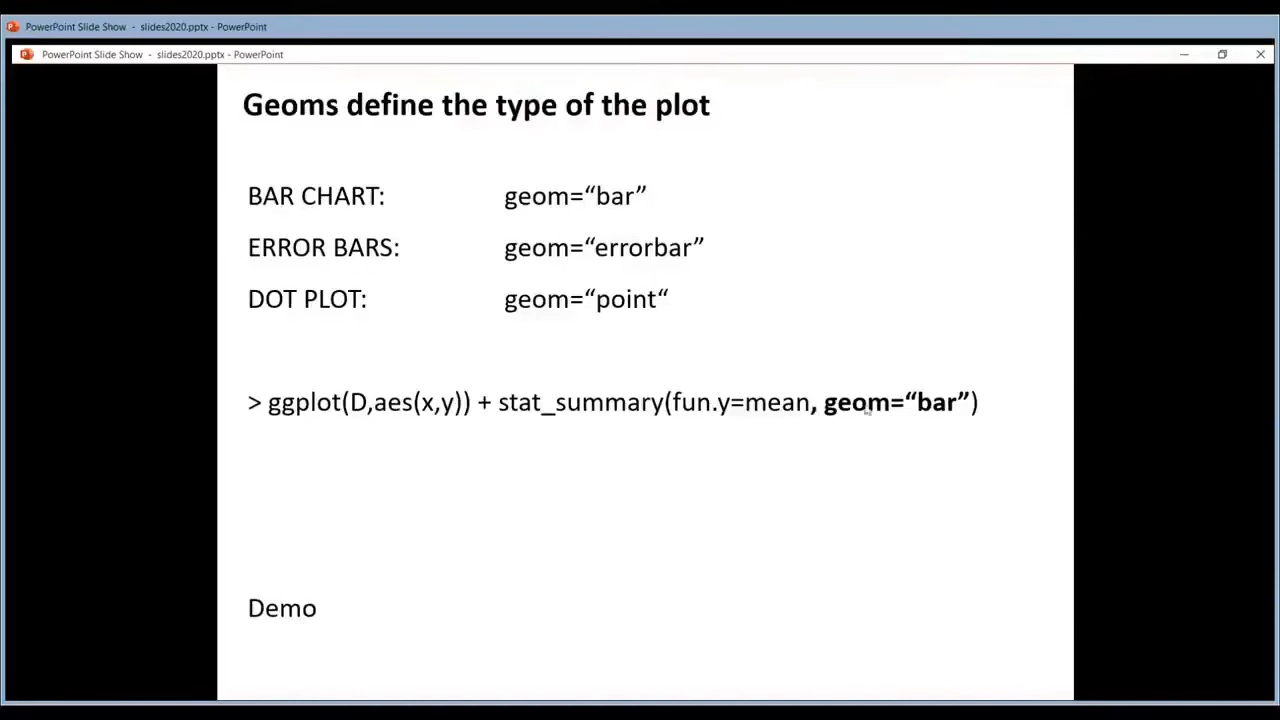 PowerPoint Slide Show - slides2020.pptx - PowerPoint
PowerPoint Slide Show - slides2020.pptx - PowerPoint
Geoms define the type of the plot
BAR CHART: geom=“bar”
ERROR BARS: geom=“errorbar”
DOT PLOT: geom=“point“
> ggplot(D,aes(x,y)) + stat_summary(fun.y=mean, geom=“bar”)
Demo